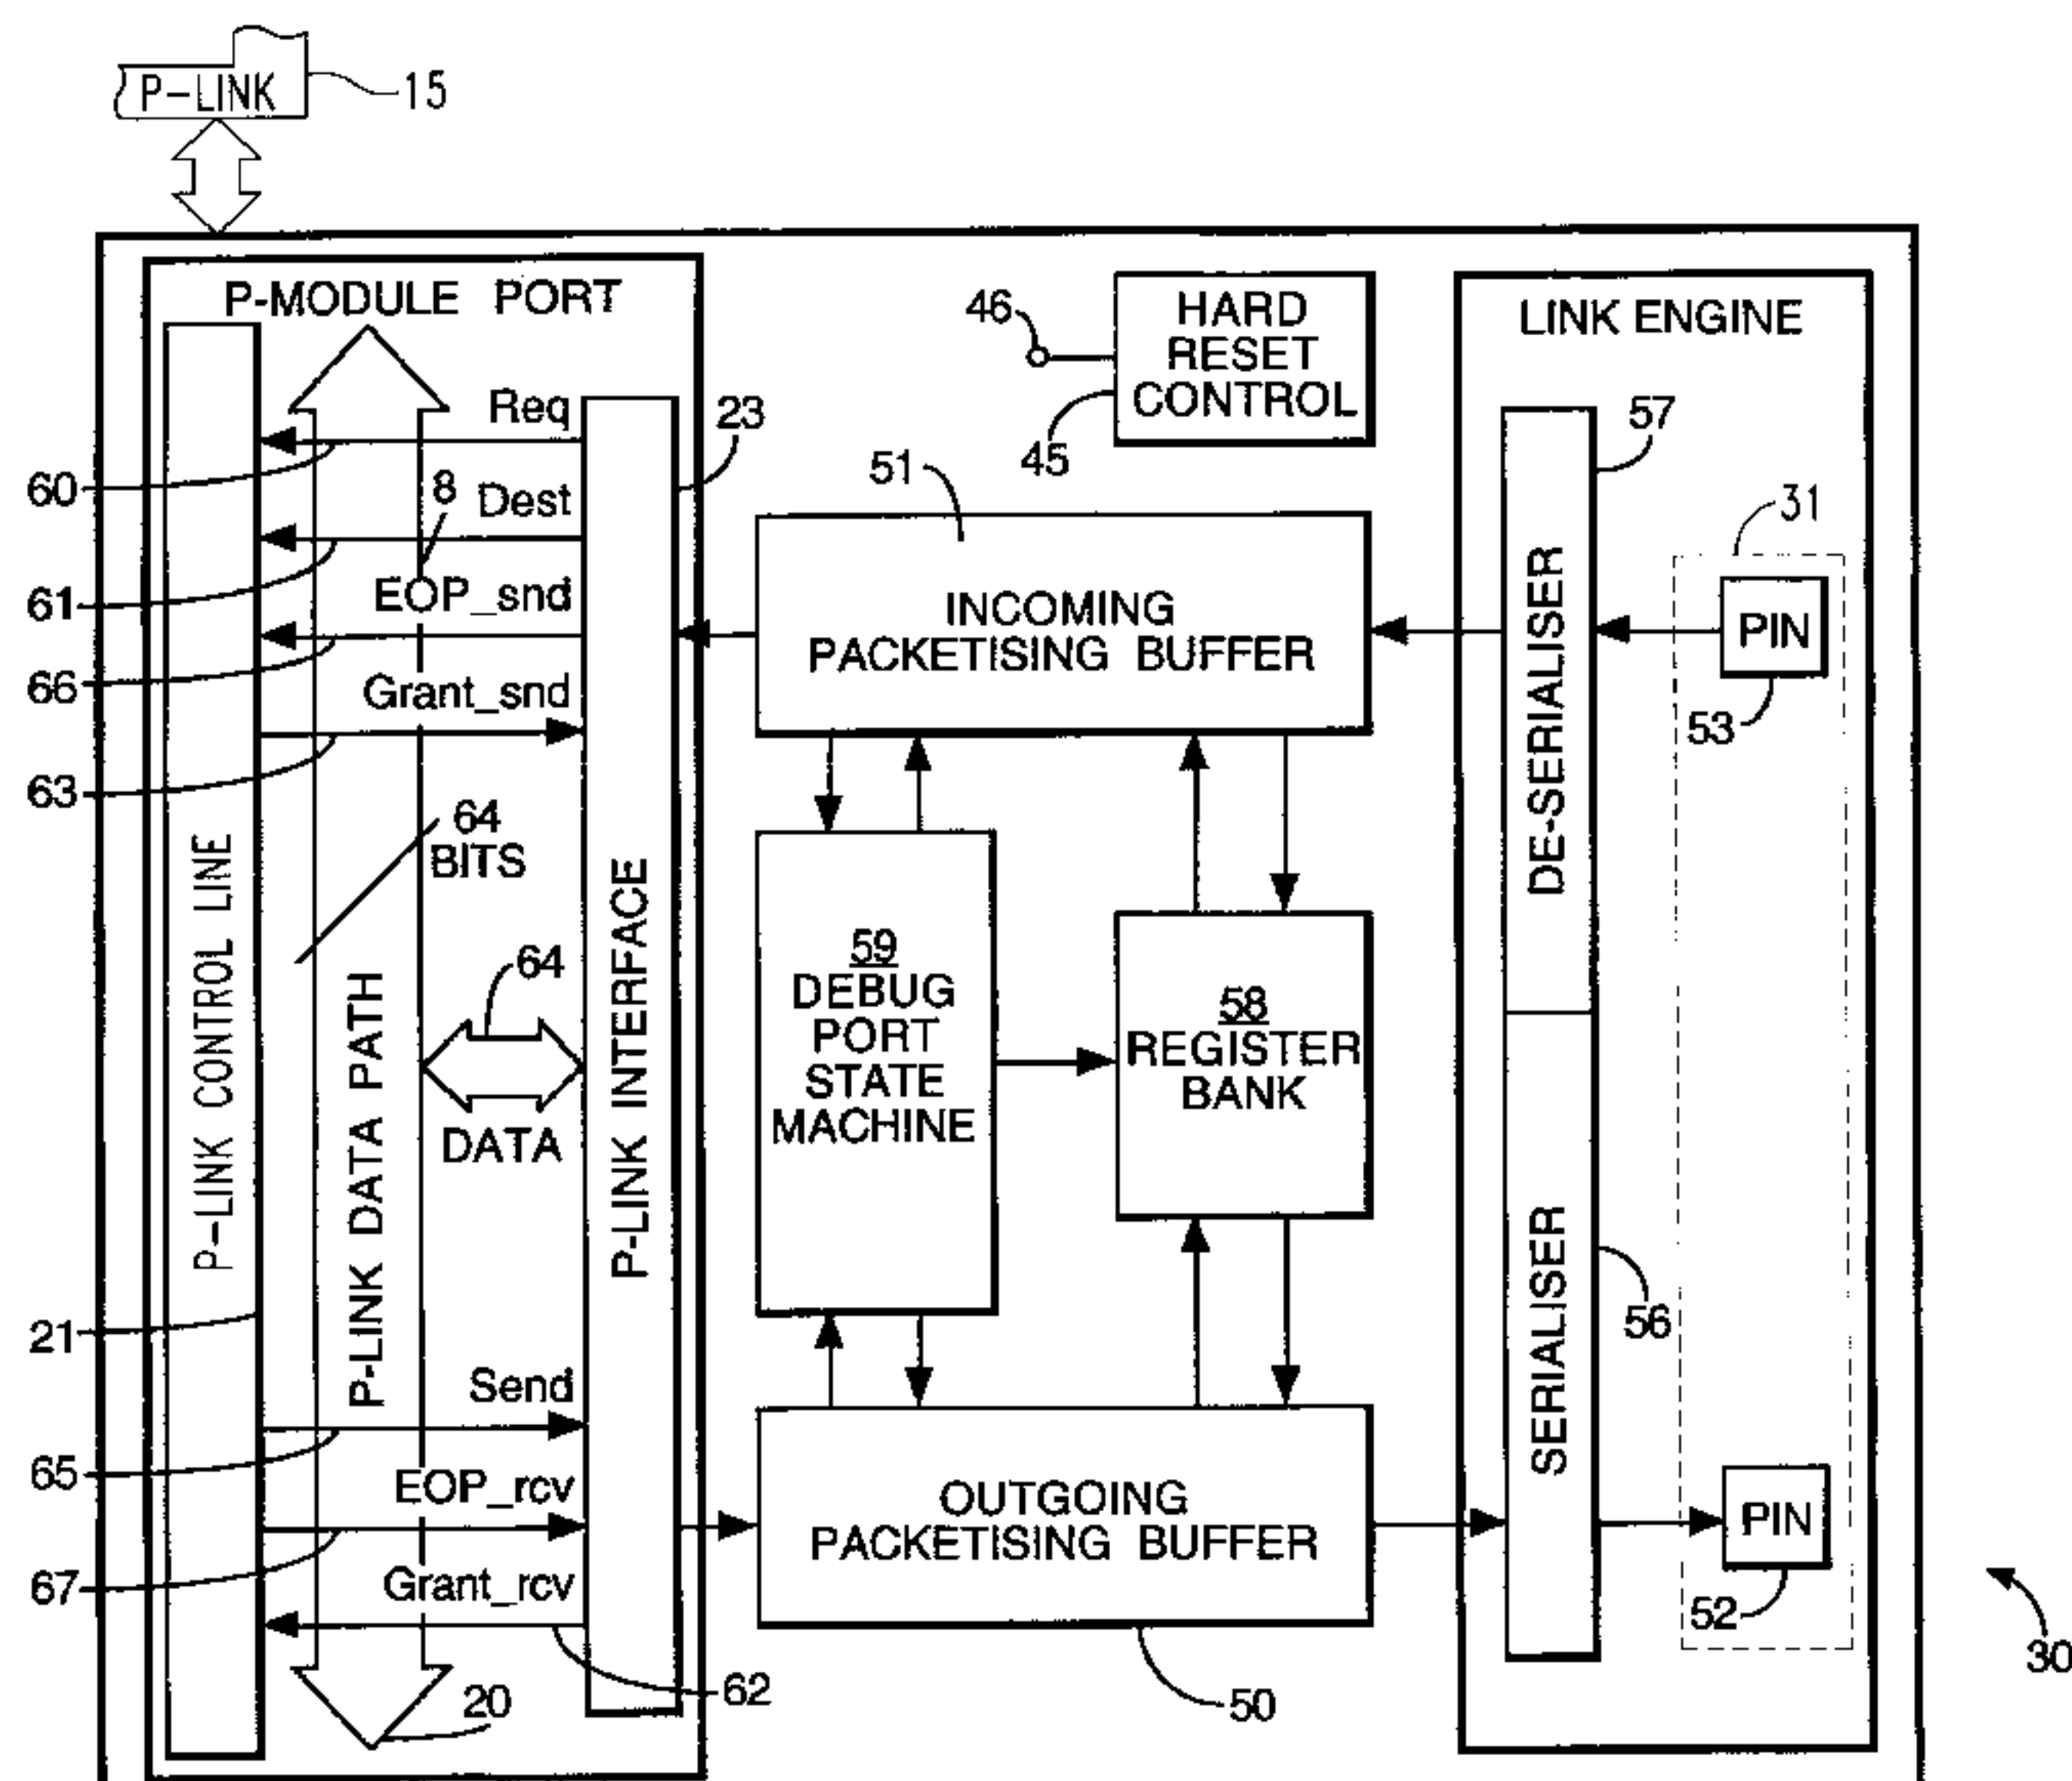 P-LINK
15
P-MODULE PORT
46
HARD
RESET
CONTROL
45
LINK ENGINE
Req
23
57
60
8
Dest
51
31
61
EOP_snd
INCOMING
PACKETISING BUFFER
DE-SERIALISER
PIN
53
66
Grant_snd
63
64
BITS
P-LINK CONTROL LINE
P-LINK DATA PATH
64
DATA
P-LINK INTERFACE
59
DEBUG
PORT
STATE
MACHINE
58
REGISTER
BANK
21
SERIALISER
56
Send
65
EOP_rcv
OUTGOING
PACKETISING BUFFER
PIN
52
67
Grant_rcv
62
20
50
30